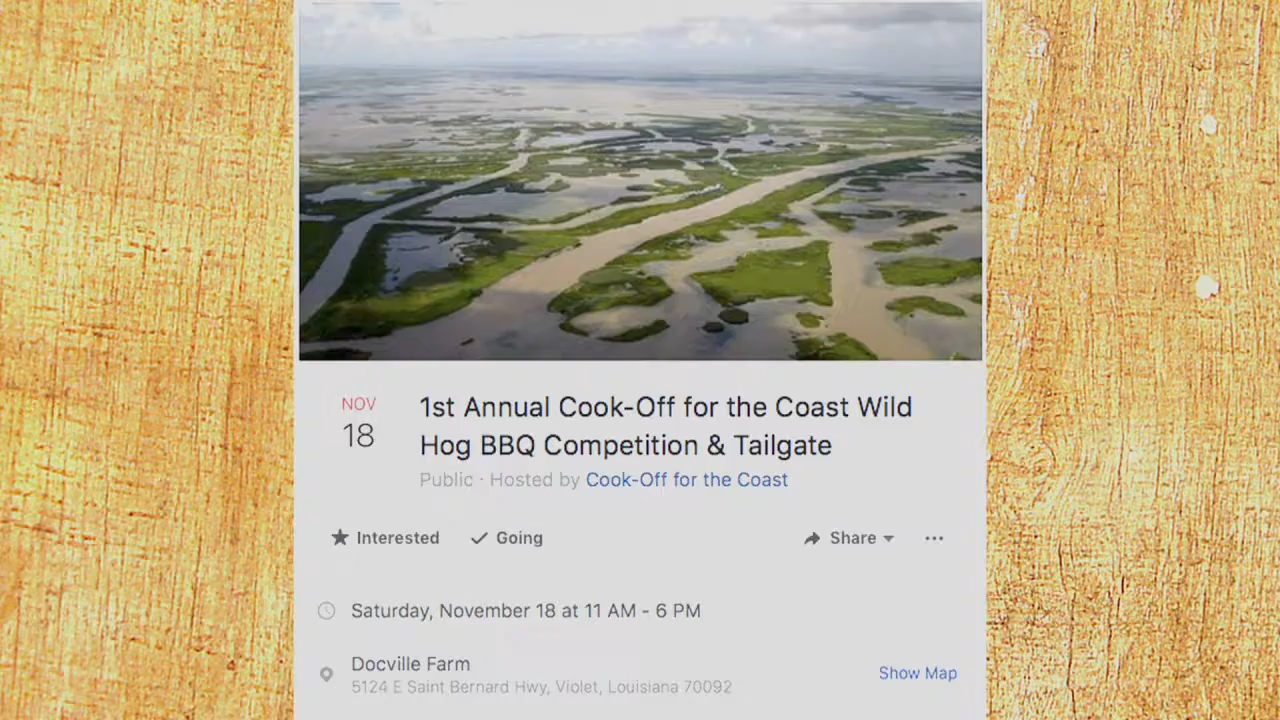 NOV
18
1st Annual Cook-Off for the Coast Wild
Hog BBQ Competition & Tailgate
Public · Hosted by Cook-Off for the Coast
Interested Going Share ...
Saturday, November 18 at 11 AM - 6 PM
Docville Farm
5124 E Saint Bernard Hwy, Violet, Louisiana 70092
Show Map